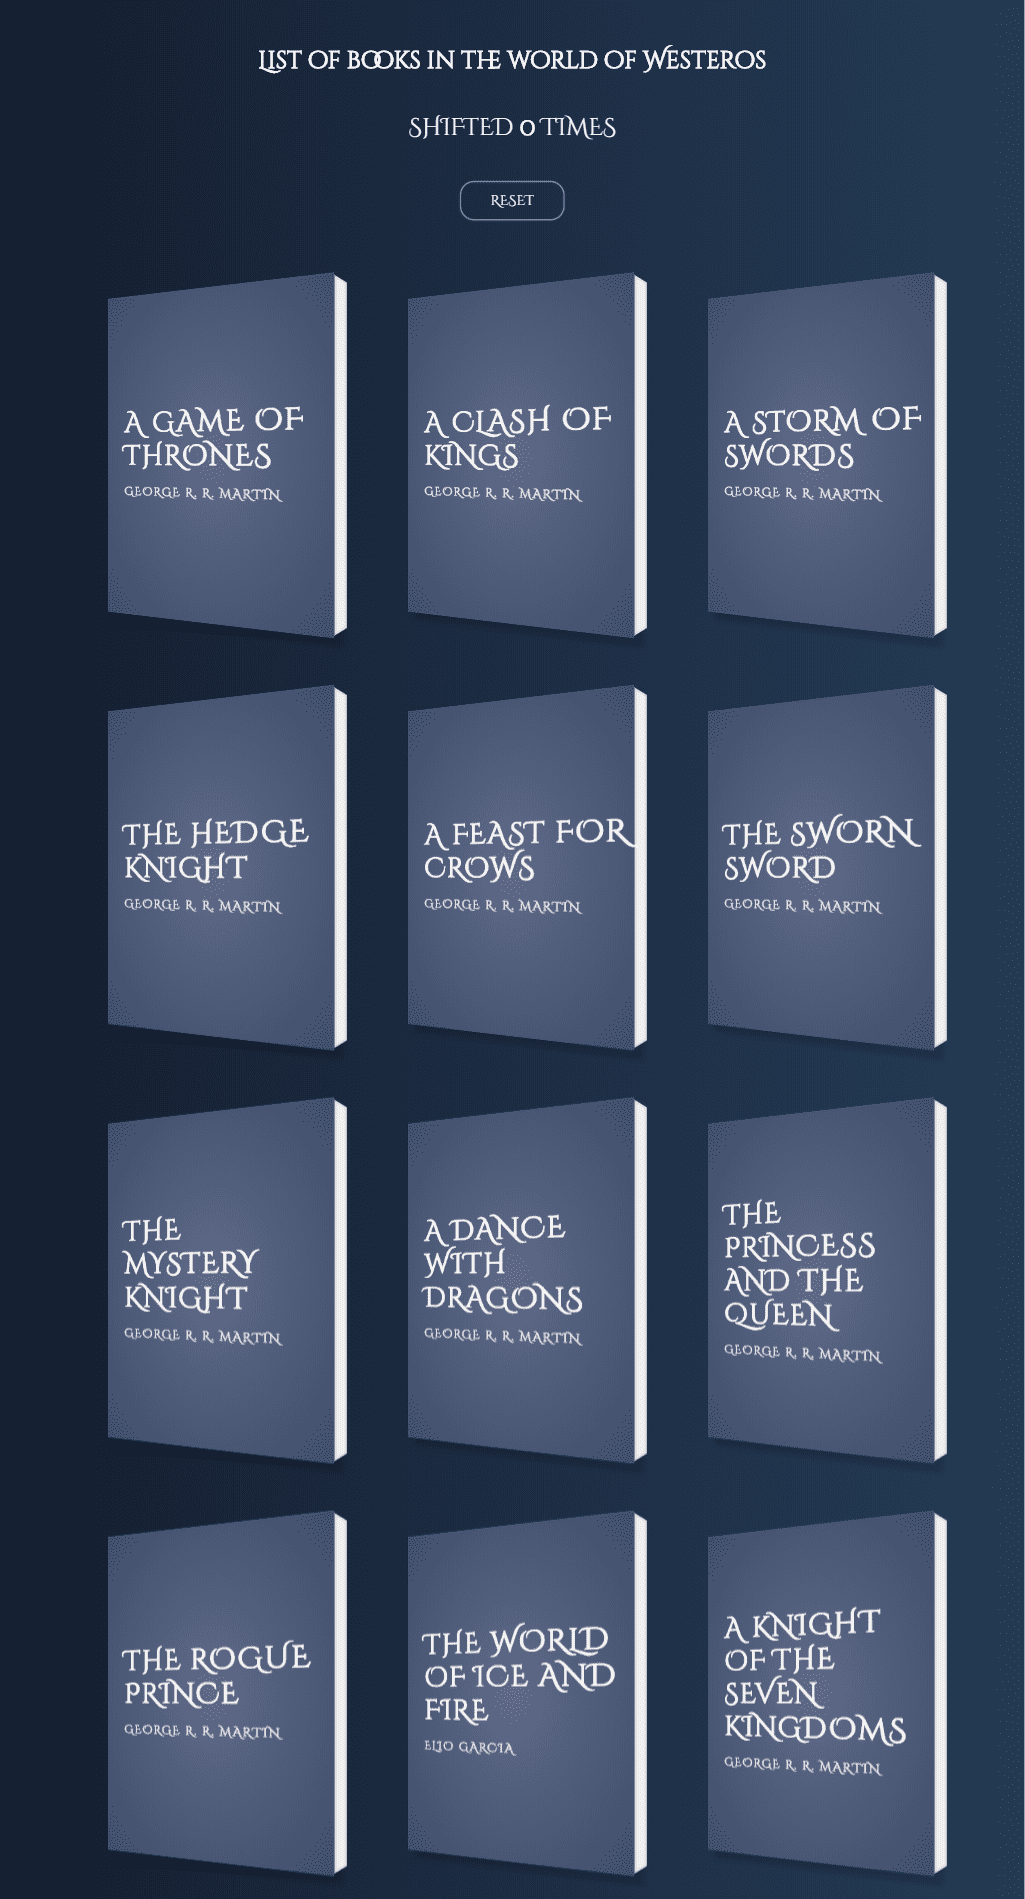 List of books in the world of Westeros
Shifted 0 times
Reset
A Game of
Thrones
George R. R. Martin
A Clash of
Kings
George R. R. Martin
A Storm of
Swords
George R. R. Martin
The Hedge
Knight
George R. R. Martin
A Feast for
Crows
George R. R. Martin
The Sworn
Sword
George R. R. Martin
The
Mystery
Knight
George R. R. Martin
A Dance
with
Dragons
George R. R. Martin
The
Princess
and the
Queen
George R. R. Martin
The Rogue
Prince
George R. R. Martin
The World
of Ice and
Fire
Elio Garcia
A Knight
of the
Seven
Kingdoms
George R. R. Martin